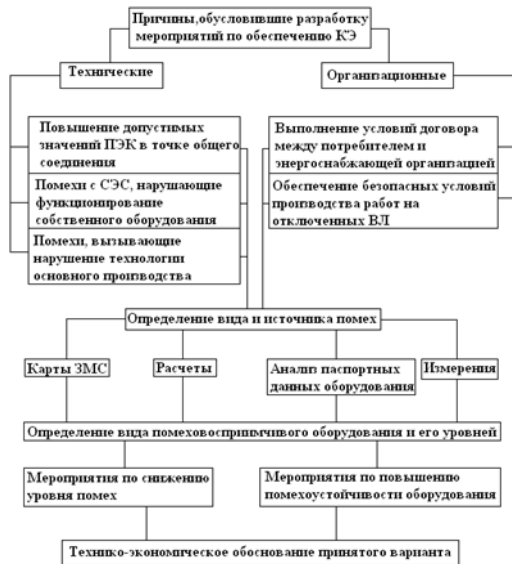 Причины,обусловившие разработку
мероприятий по обеспечению КЭ
Технические
Организационные
Повышение допустимых
значений ПЭК в точке общего
соединения
Помехи с СЭС, нарушающие
функционирование
собственного оборудования
Помехи, вызывающие
нарушение технологии
основного производства
Выполнение условий договора
между потребителем и
энергоснабжающей организацией
Обеспечение безопасных условий
производства работ на
отключенных ВЛ
Определение вида и источника помех
Карты ЗМС
Расчеты
Анализ паспортных
данных оборудования
Измерения
Определение вида помеховосприимчивого оборудования и его уровней
Мероприятия по снижению
уровня помех
Мероприятия по повышению
помехоустойчивости оборудования
Технико-экономическое обоснование принятого варианта